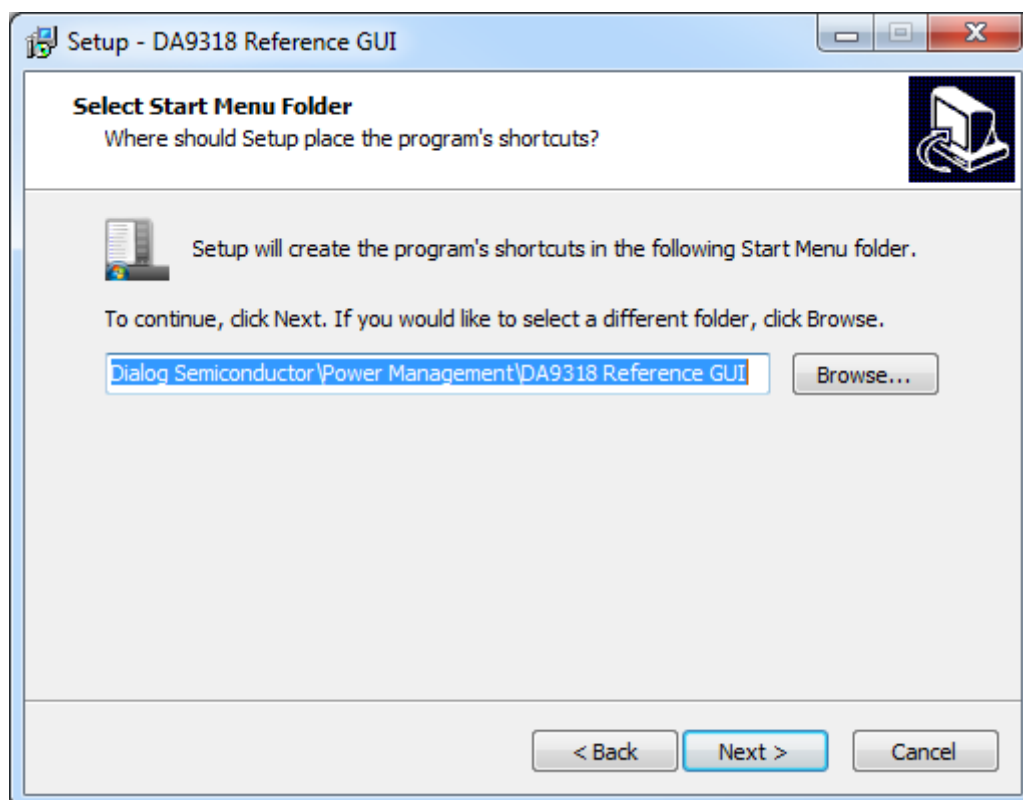 Setup - DA9318 Reference GUI
Select Start Menu Folder
Where should Setup place the program's shortcuts?
Setup will create the program's shortcuts in the following Start Menu folder.
To continue, click Next. If you would like to select a different folder, click Browse.
Dialog Semiconductor\Power Management\DA9318 Reference GUI
Browse...
< Back
Next >
Cancel